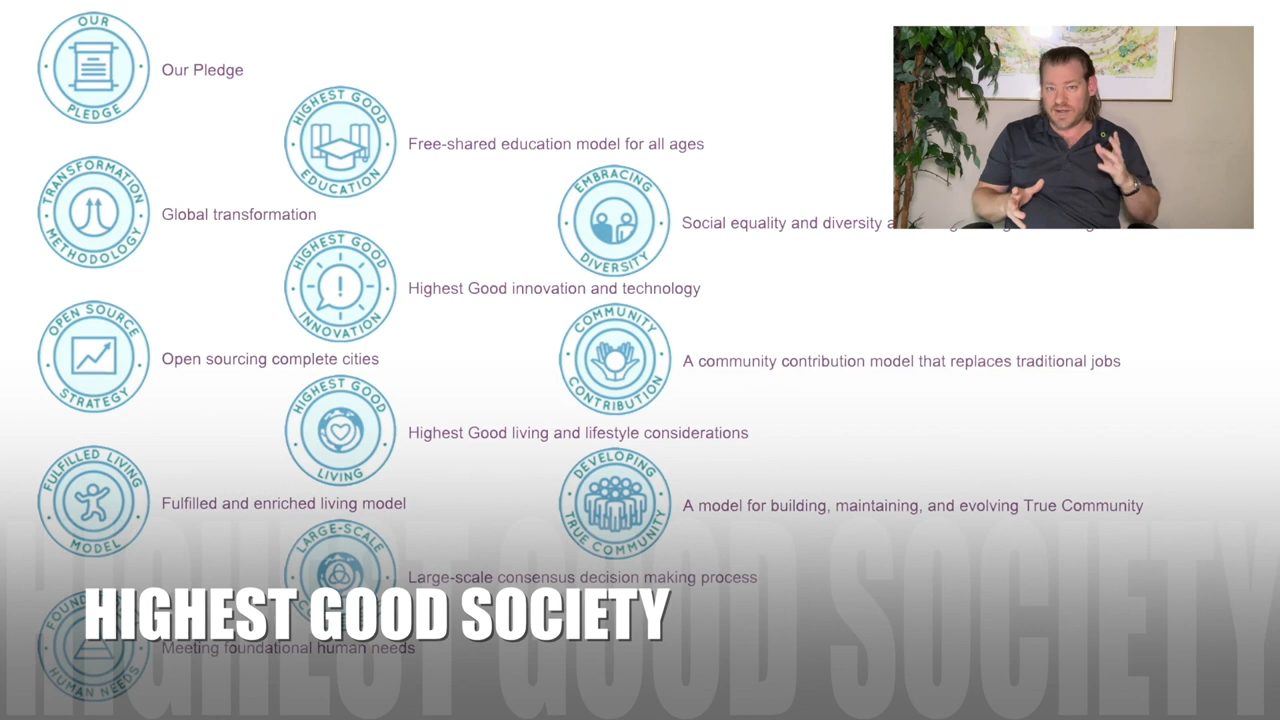 OUR
PLEDGE
Our Pledge
HIGHEST GOOD
EDUCATION
Free-shared education model for all ages
TRANSFORMATION
METHODOLOGY
Global transformation
EMBRACING
DIVERSITY
Social equality and diversity
HIGHEST GOOD
INNOVATION
Highest Good innovation and technology
OPEN SOURCE
STRATEGY
Open sourcing complete cities
COMMUNITY
CONTRIBUTION
A community contribution model that replaces traditional jobs
HIGHEST GOOD
LIVING
Highest Good living and lifestyle considerations
FULFILLED LIVING
MODEL
Fulfilled and enriched living model
DEVELOPING
TRUE COMMUNITY
A model for building, maintaining, and evolving True Community
LARGE-SCALE
Large-scale consensus decision making process
HIGHEST GOOD SOCIETY
HUMAN NEEDS
Meeting foundational human needs
HIGHEST GOOD SOCIETY